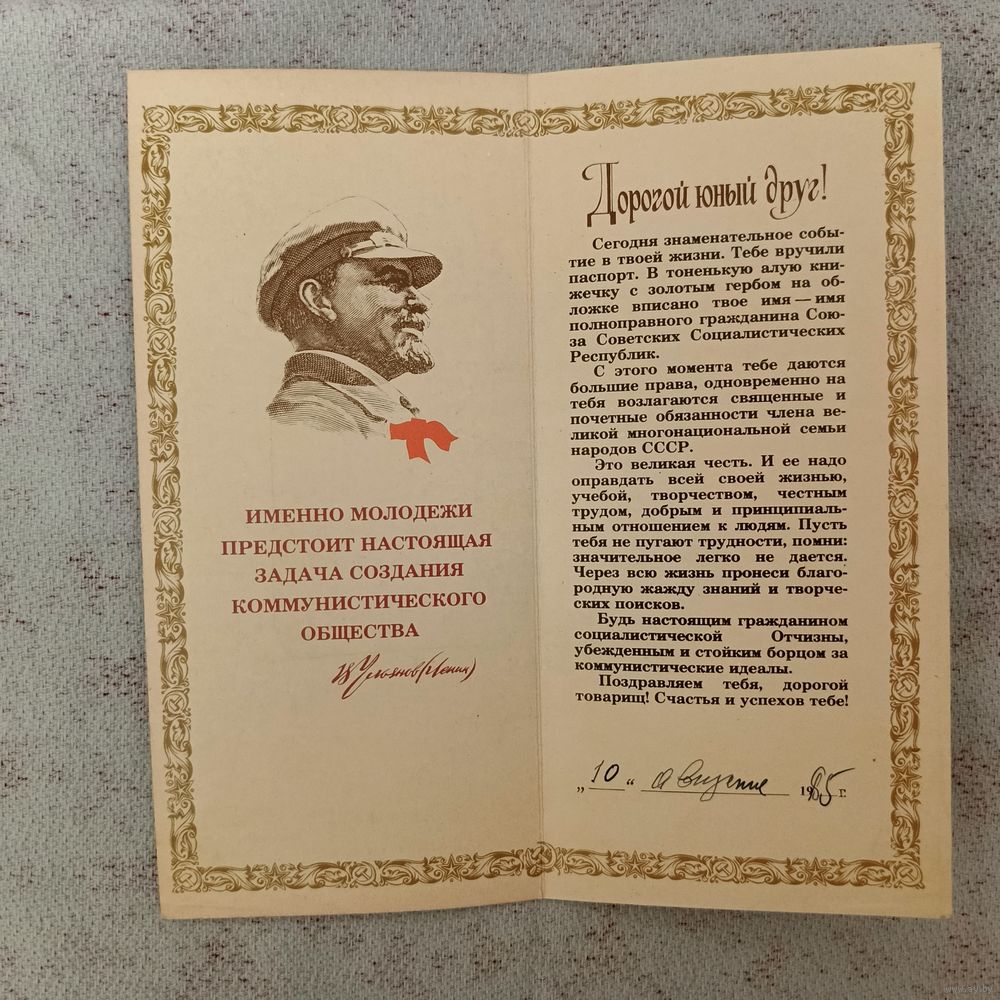 ИМЕННО МОЛОДЕЖИ
ПРЕДСТОИТ НАСТОЯЩАЯ
ЗАДАЧА СОЗДАНИЯ
КОММУНИСТИЧЕСКОГО
ОБЩЕСТВА
В Ульянов (Ленин)
Дорогой юный друг!
Сегодня знаменательное собы-
тие в твоей жизни. Тебе вручили
паспорт. В тоненькую алую кни-
жечку с золотым гербом на об-
ложке вписано твое имя — имя
полноправного гражданина Сою-
за Советских Социалистических
Республик.
С этого момента тебе даются
большие права, одновременно на
тебя возлагаются священные и
почетные обязанности члена ве-
ликой многонациональной семьи
народов СССР.
Это великая честь. И ее надо
оправдать всей своей жизнью,
учебой, творчеством, честным
трудом, добрым и принципиаль-
ным отношением к людям. Пусть
тебя не пугают трудности, помни:
значительное легко не дается.
Через всю жизнь пронеси благо-
родную жажду знаний и творче-
ских поисков.
Будь настоящим гражданином
социалистической Отчизны,
убежденным и стойким борцом за
коммунистические идеалы.
Поздравляем тебя, дорогой
товарищ! Счастья и успехов тебе!
„10“ августа 1985 г.
www.ay.by